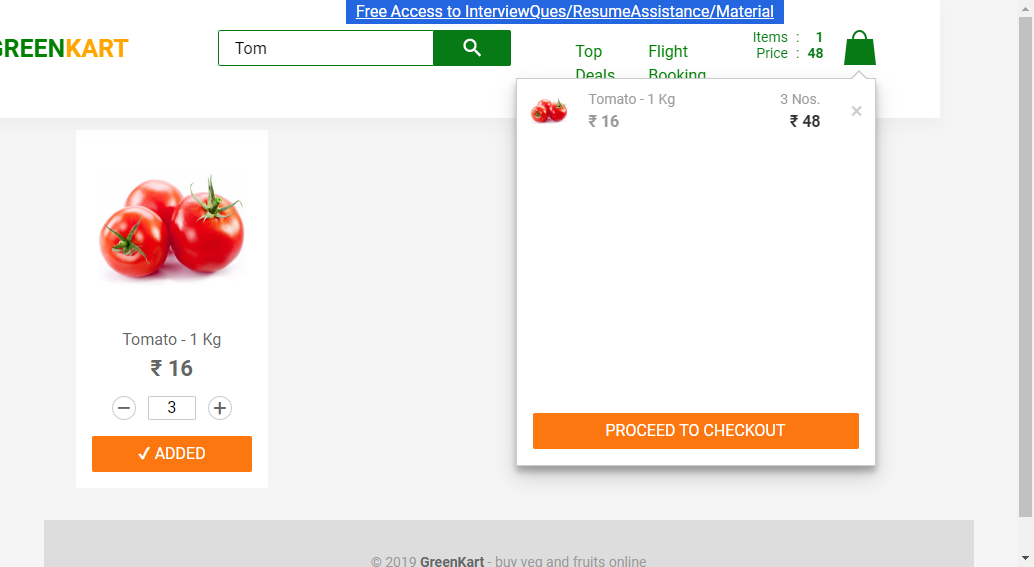 Free Access to InterviewQues/ResumeAssistance/Material
GREENKART
Tom
Top Deals
Flight Booking
Items : 1
Price : 48
Tomato - 1 Kg 3 Nos. ×
₹ 16 ₹ 48
PROCEED TO CHECKOUT
Tomato - 1 Kg
₹ 16
− 3 +
✓ ADDED
© 2019 GreenKart - buy veg and fruits online